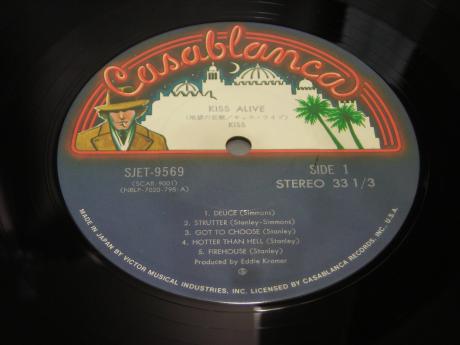 Casablanca
KISS ALIVE
(地獄の狂獣/キッス・ライヴ)
KISS
SJET-9569
SIDE 1
(SCAB-9001)
(NBLP-7020-798-A)
STEREO 33 1/3
1. DEUCE (Simmons)
2. STRUTTER (Stanley-Simmons)
3. GOT TO CHOOSE (Stanley)
4. HOTTER THAN HELL (Stanley)
5. FIREHOUSE (Stanley)
Produced by Eddie Kramer
MADE IN JAPAN BY VICTOR MUSICAL INDUSTRIES, INC. LICENSED BY CASABLANCA RECORDS, INC., U.S.A.